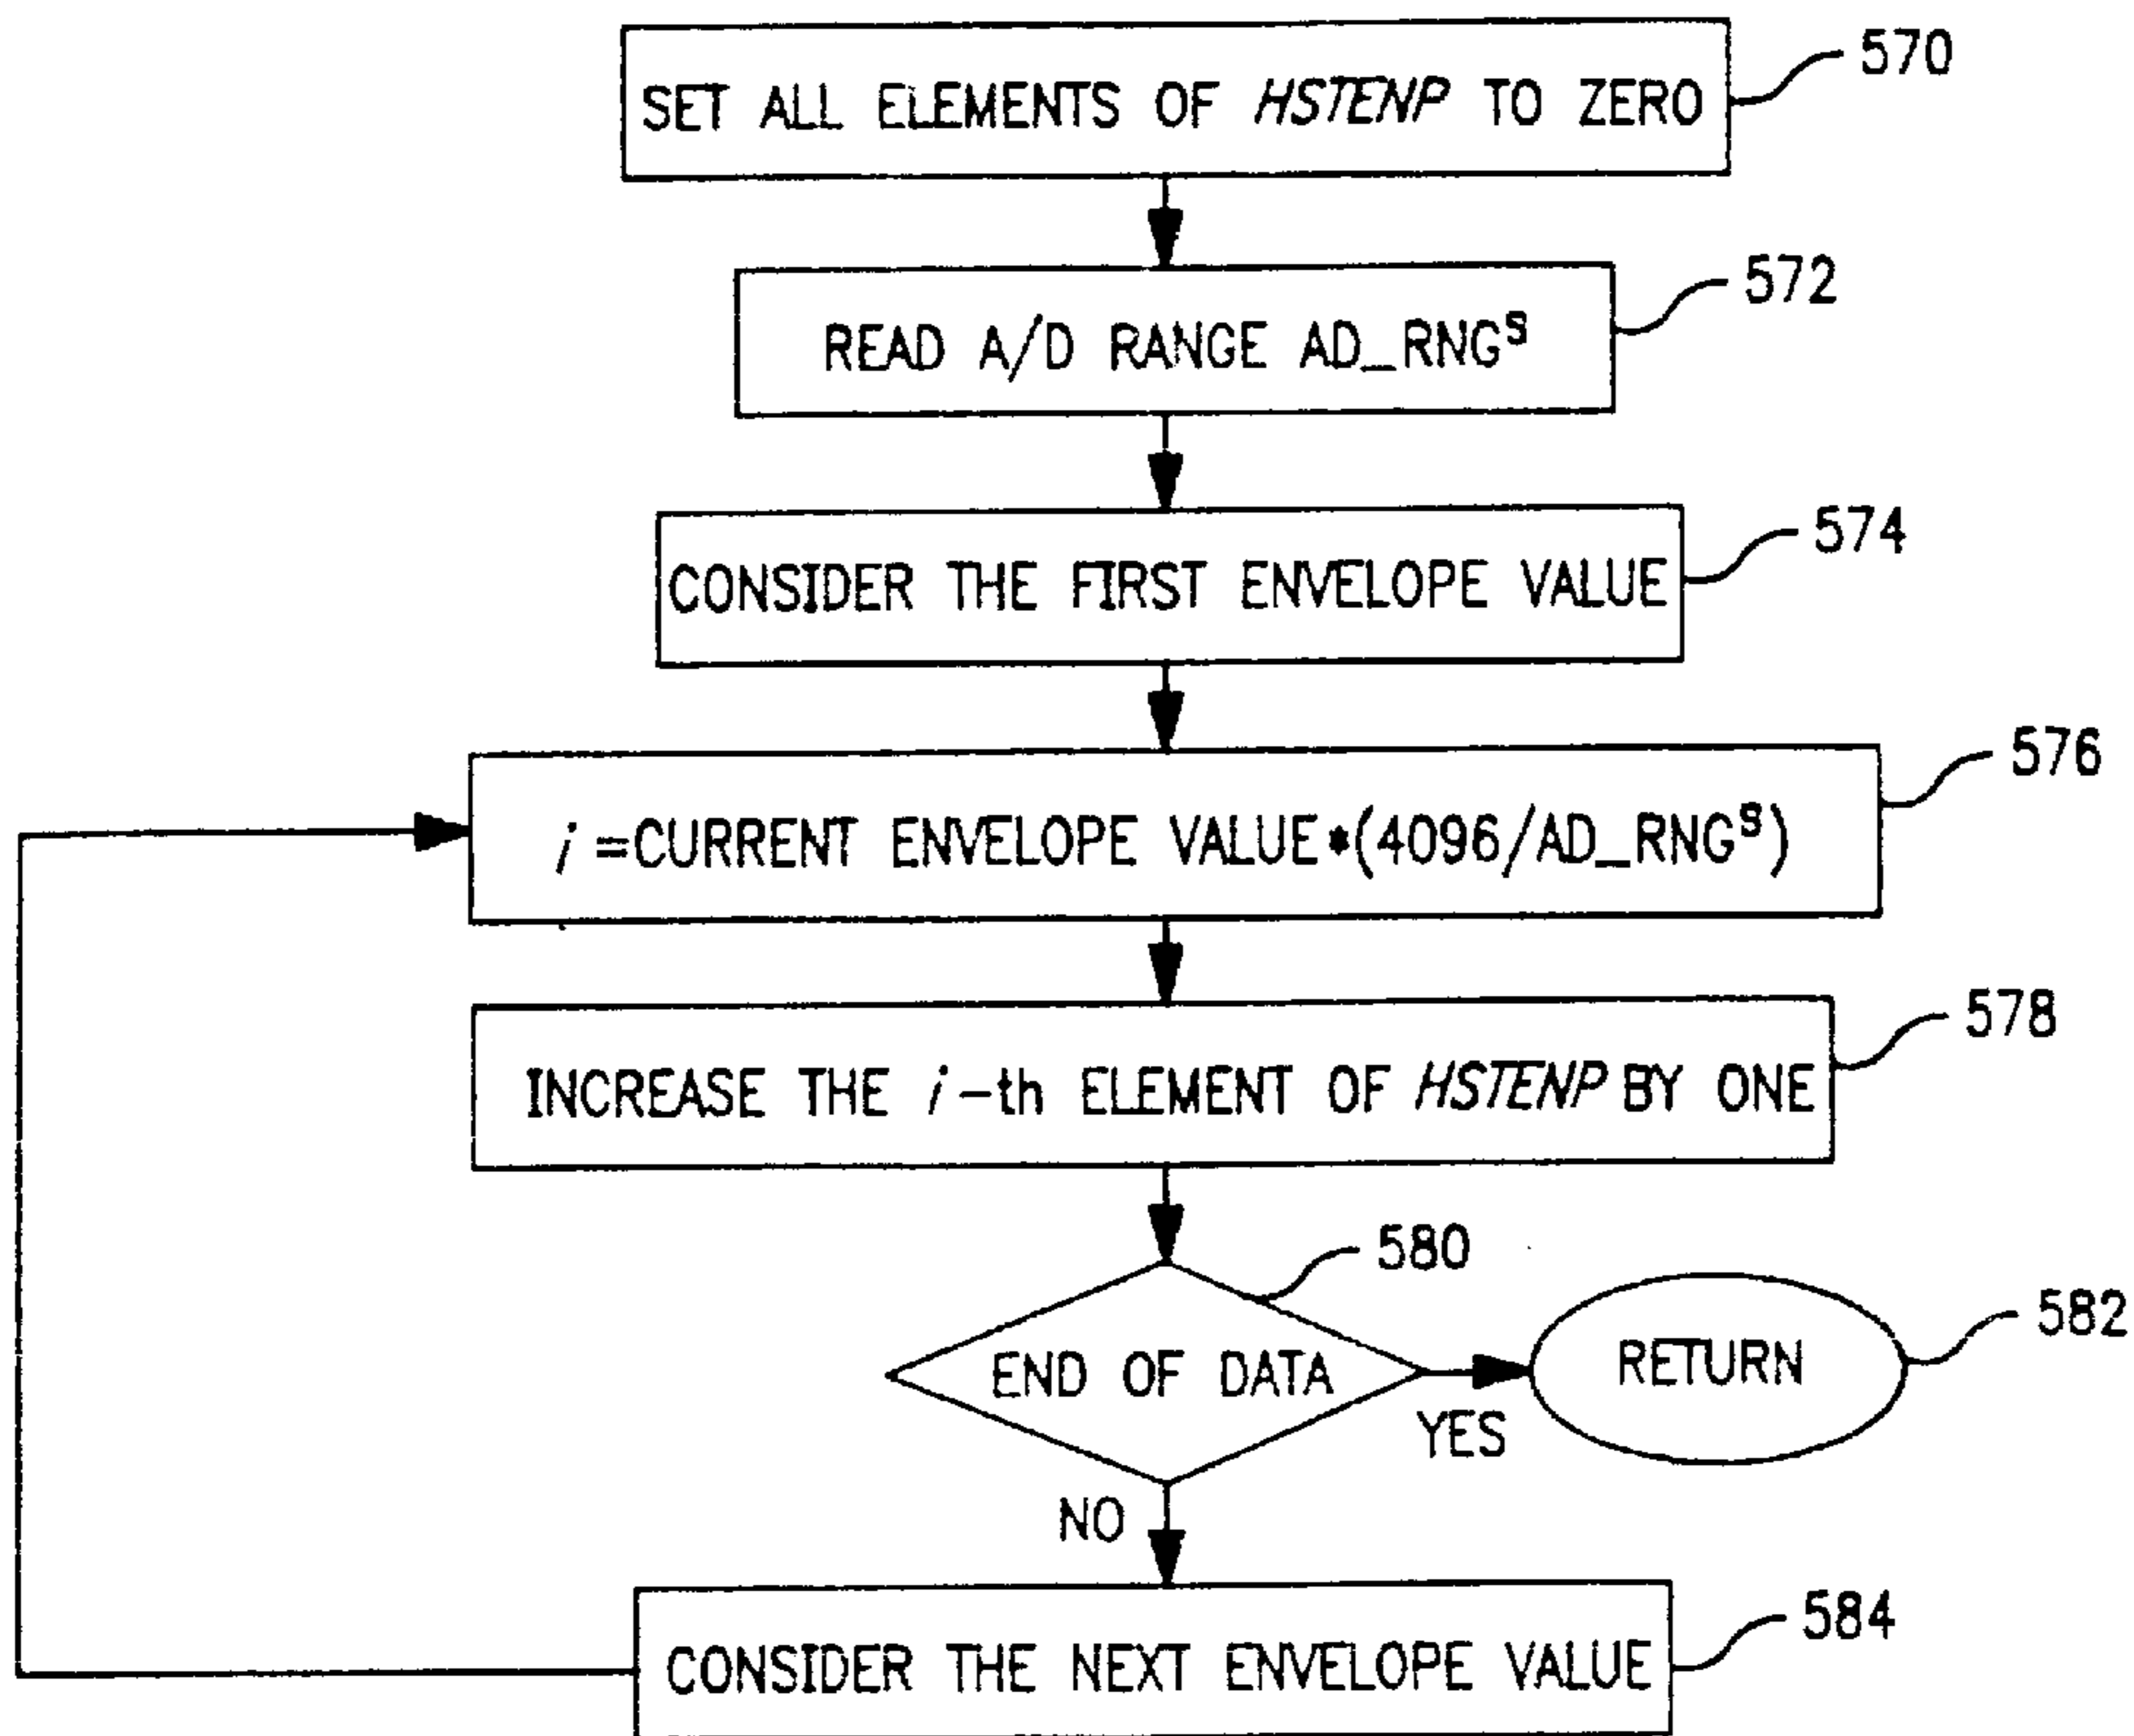 SET ALL ELEMENTS OF HSTENP TO ZERO
570
READ A/D RANGE AD_RNGˢ
572
CONSIDER THE FIRST ENVELOPE VALUE
574
i =CURRENT ENVELOPE VALUE*(4096/AD_RNGˢ)
576
INCREASE THE i-th ELEMENT OF HSTENP BY ONE
578
END OF DATA
580
YES
RETURN
582
NO
CONSIDER THE NEXT ENVELOPE VALUE
584